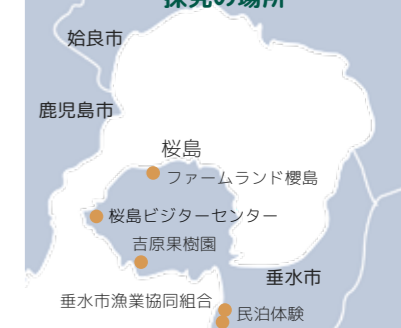 探究の場所
姶良市
鹿児島市
桜島
ファームランド櫻島
桜島ビジターセンター
吉原果樹園
垂水市
垂水市漁業協同組合
民泊体験